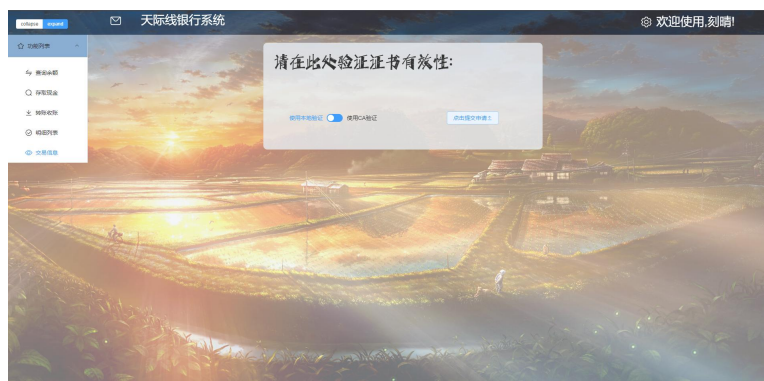 collapse expand
天际线银行系统
欢迎使用,刻晴!
功能列表
查询余额
存取现金
转账收账
明细列表
交易信息
请在此处验证证书有效性:
使用本地验证 使用CA验证
点击提交申请